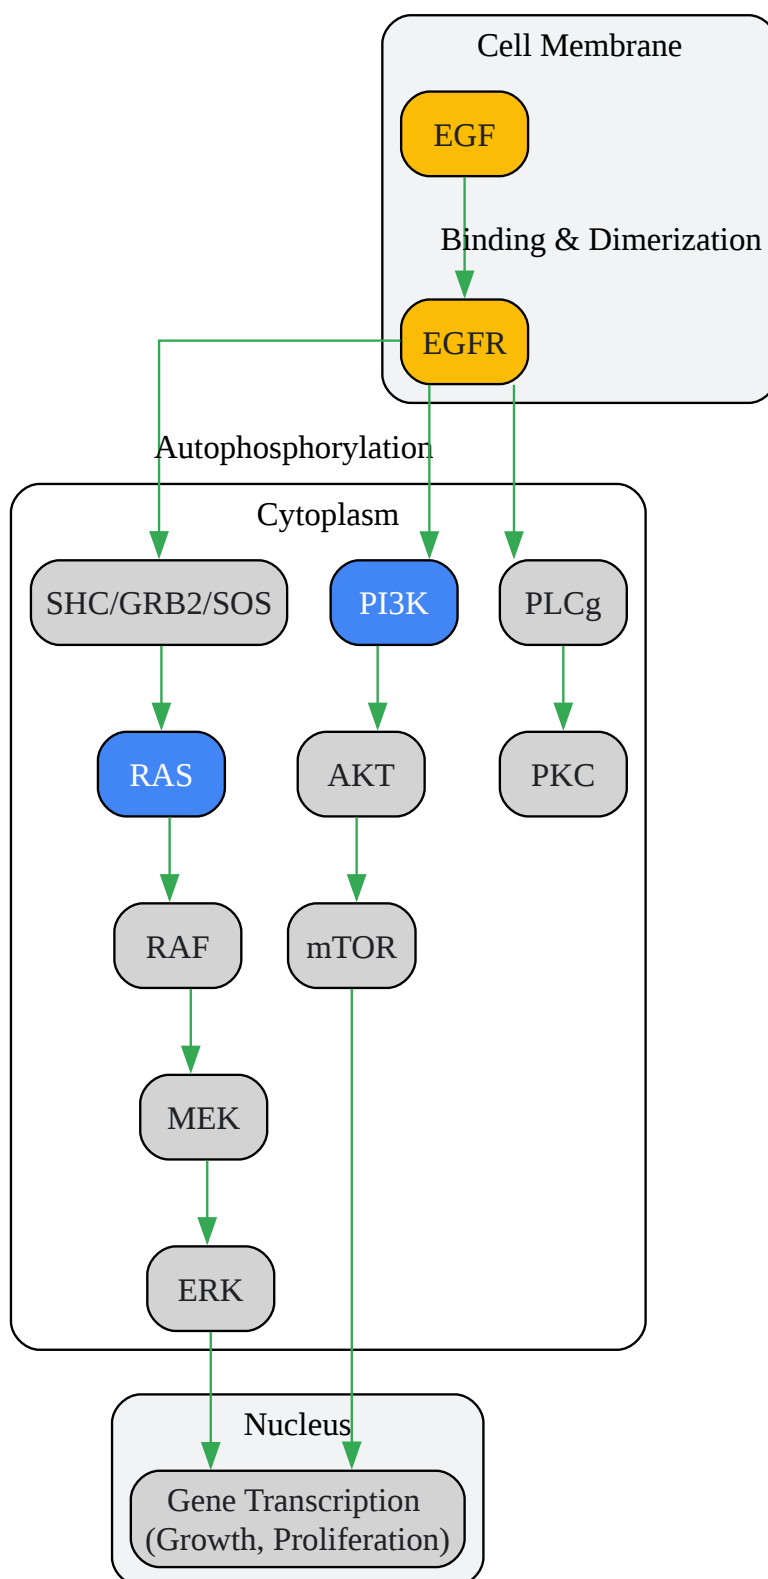 Cell Membrane
EGF
Binding & Dimerization
EGFR
Autophosphorylation
Cytoplasm
SHC/GRB2/SOS
PI3K
PLCg
RAS
AKT
PKC
RAF
mTOR
MEK
ERK
Nucleus
Gene Transcription
(Growth, Proliferation)